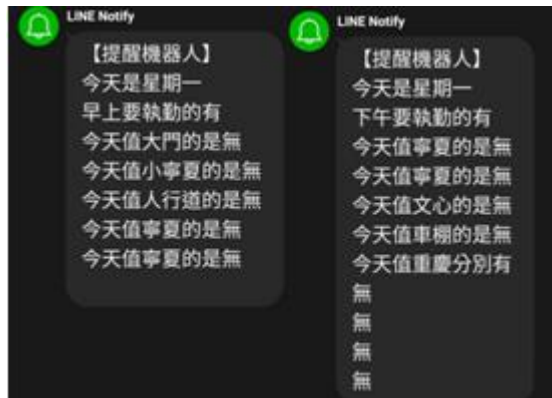 LINE Notify
【提醒機器人】
今天是星期一
早上要執勤的有
今天值大門的是無
今天值小寧夏的是無
今天值人行道的是無
今天值寧夏的是無
今天值寧夏的是無
LINE Notify
【提醒機器人】
今天是星期一
下午要執勤的有
今天值寧夏的是無
今天值寧夏的是無
今天值文心的是無
今天值車棚的是無
今天值重慶分別有
無
無
無
無